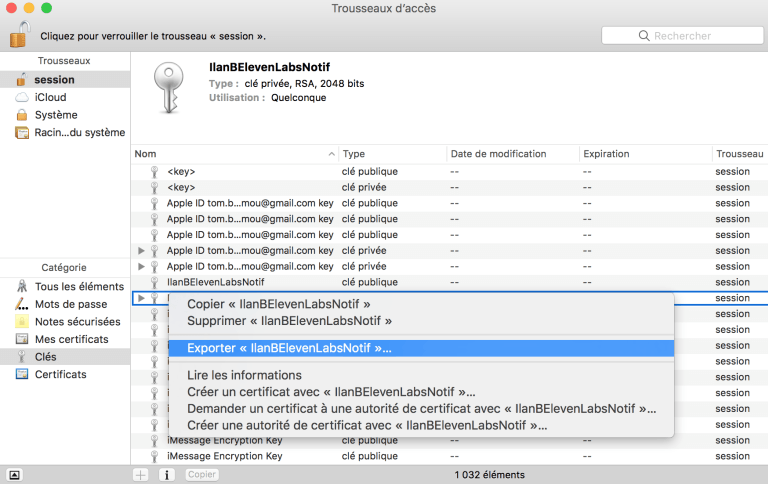 Trousseaux d'accès
Cliquez pour verrouiller le trousseau « session ».
Rechercher
Trousseaux
session
iCloud
Système
Racin...du système
IlanBElevenLabsNotif
Type : clé privée, RSA, 2048 bits
Utilisation : Quelconque
Nom Type Date de modification Expiration Trousseau
<key> clé publique -- -- session
<key> clé privée -- -- session
Apple ID tom.b...mou@gmail.com key clé publique -- -- session
Apple ID tom.b...mou@gmail.com key clé publique -- -- session
Apple ID tom.b...mou@gmail.com key clé publique -- -- session
Apple ID tom.b...mou@gmail.com key clé privée -- -- session
Apple ID tom.b...mou@gmail.com key clé privée -- -- session
IlanBElevenLabsNotif clé publique -- -- session
session
session
session
session
session
session
session
session
session
iMessage Encryption Key clé publique -- -- session
iMessage Encryption Key clé publique -- -- session
Copier « IlanBElevenLabsNotif »
Supprimer « IlanBElevenLabsNotif »
Exporter « IlanBElevenLabsNotif »...
Lire les informations
Créer un certificat avec « IlanBElevenLabsNotif »...
Demander un certificat à une autorité de certificat avec « IlanBElevenLabsNotif »...
Créer une autorité de certificat avec « IlanBElevenLabsNotif »...
Catégorie
Tous les éléments
Mots de passe
Notes sécurisées
Mes certificats
Clés
Certificats
Copier
1 032 éléments